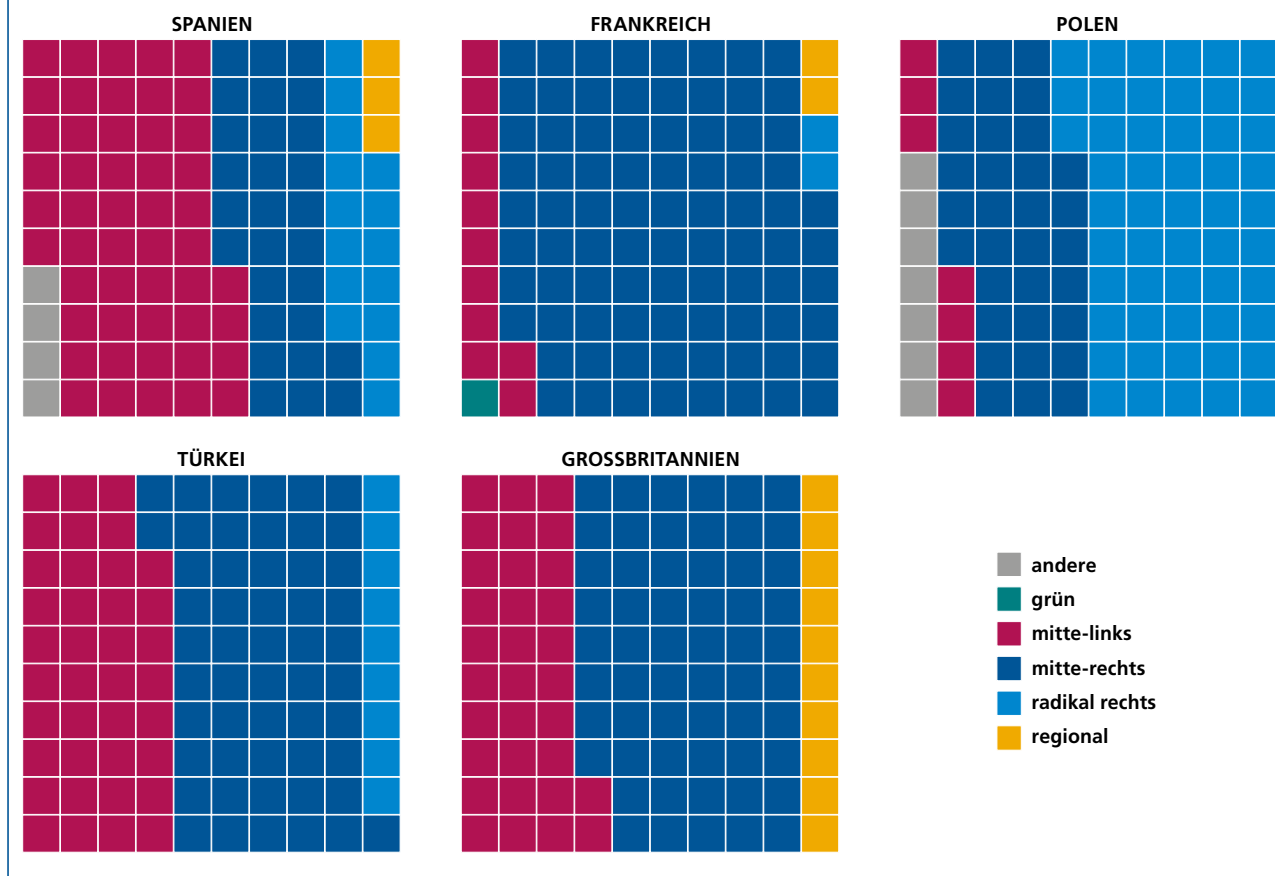 SPANIEN
FRANKREICH
POLEN
TÜRKEI
GROSSBRITANNIEN
andere
grün
mitte-links
mitte-rechts
radikal rechts
regional